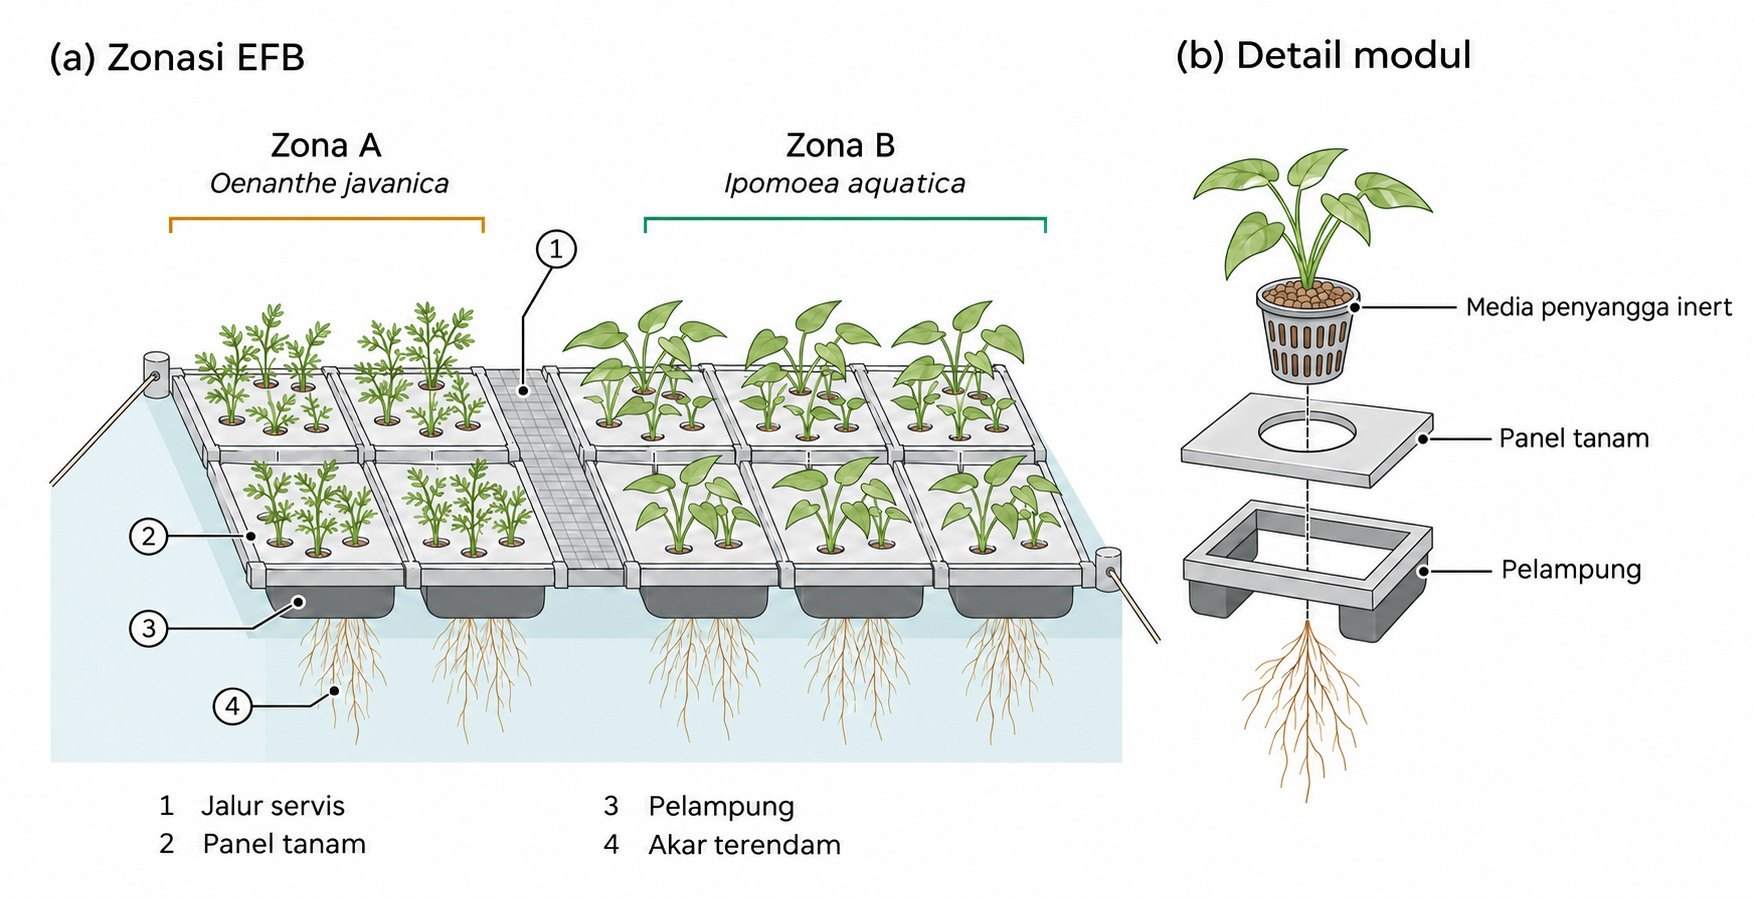 (a) Zonasi EFB
Zona A
Oenanthe javanica
Zona B
Ipomoea aquatica
1
2
3
4
1 Jalur servis
2 Panel tanam
3 Pelampung
4 Akar terendam
(b) Detail modul
Media penyangga inert
Panel tanam
Pelampung